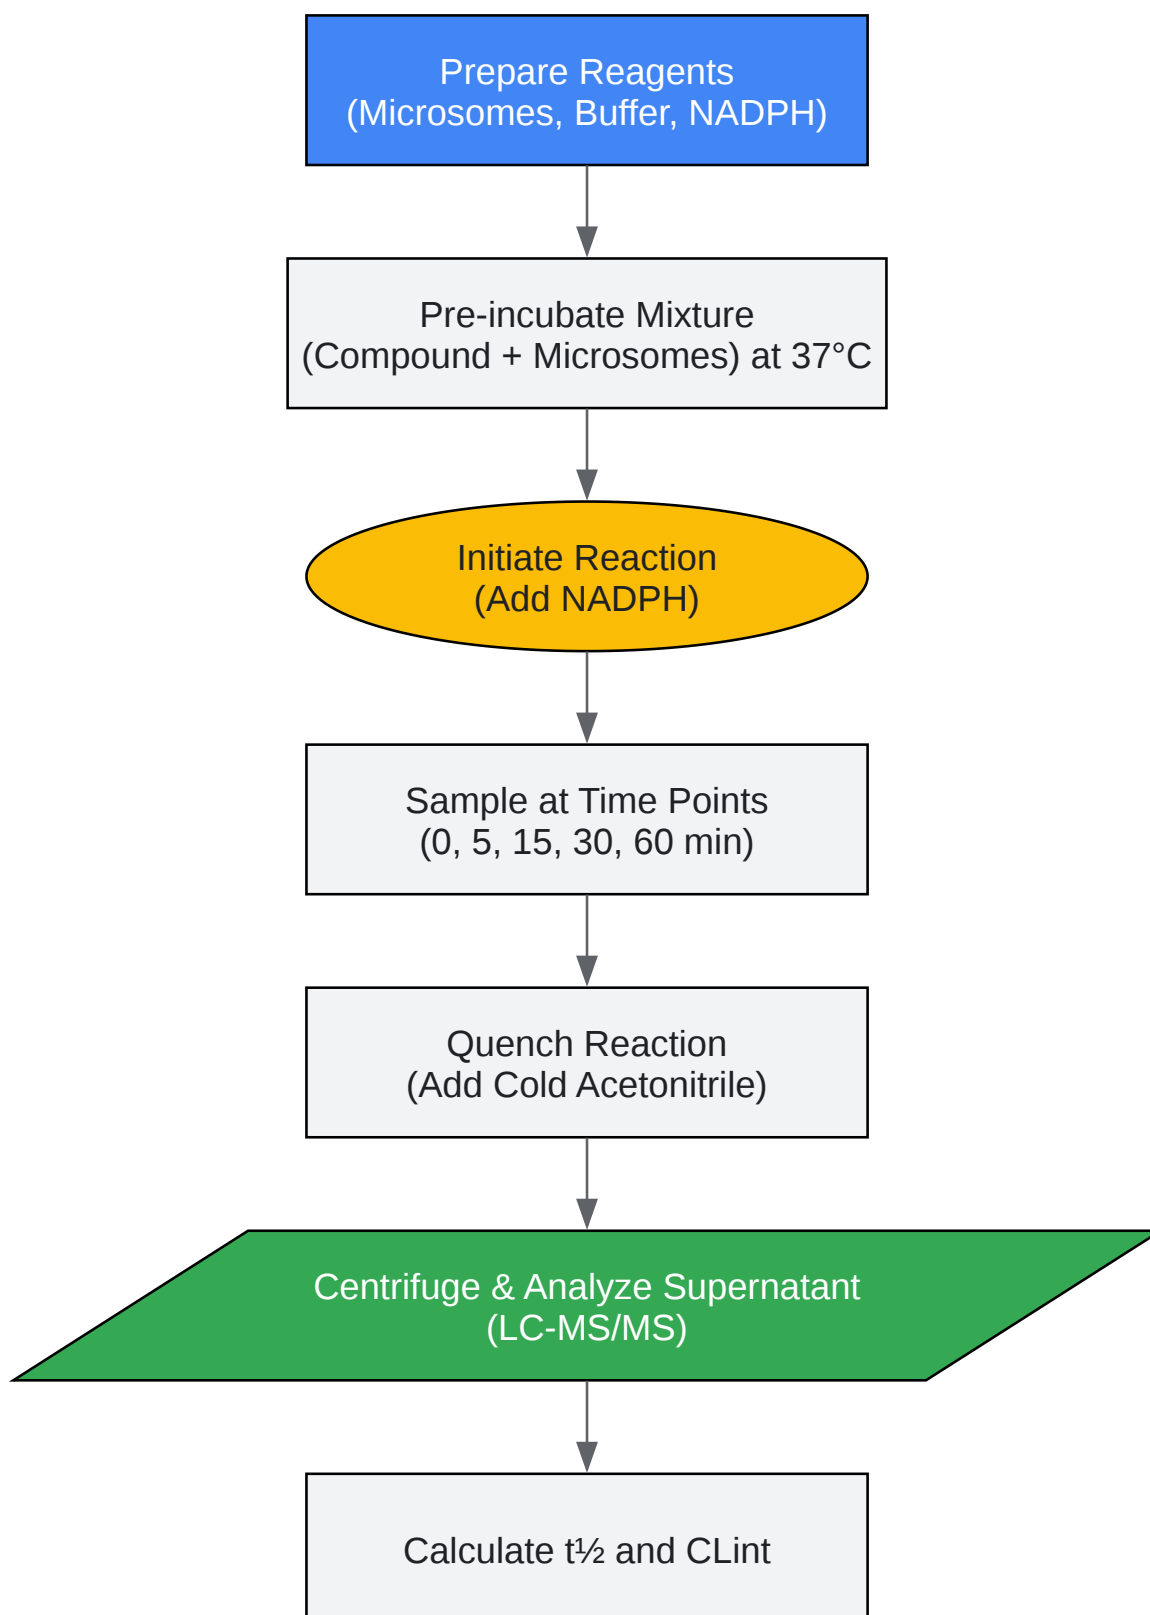 Prepare Reagents
(Microsomes, Buffer, NADPH)
Pre-incubate Mixture
(Compound + Microsomes) at 37°C
Initiate Reaction
(Add NADPH)
Sample at Time Points
(0, 5, 15, 30, 60 min)
Quench Reaction
(Add Cold Acetonitrile)
Centrifuge & Analyze Supernatant
(LC-MS/MS)
Calculate t½ and CLint